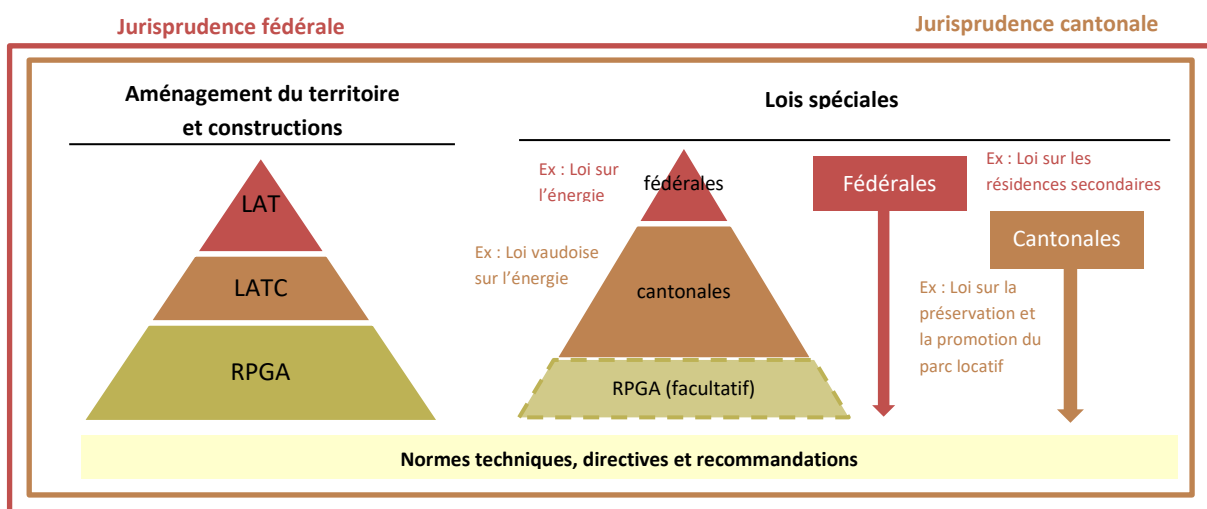 Jurisprudence fédérale
Jurisprudence cantonale
Aménagement du territoire
et constructions
LAT
LATC
RPGA
Lois spéciales
Ex : Loi sur
l'énergie
fédérales
Ex : Loi vaudoise
sur l'énergie
cantonales
RPGA (facultatif)
Fédérales
Ex : Loi sur les
résidences secondaires
Cantonales
Ex : Loi sur la
préservation et
la promotion du
parc locatif
Normes techniques, directives et recommandations